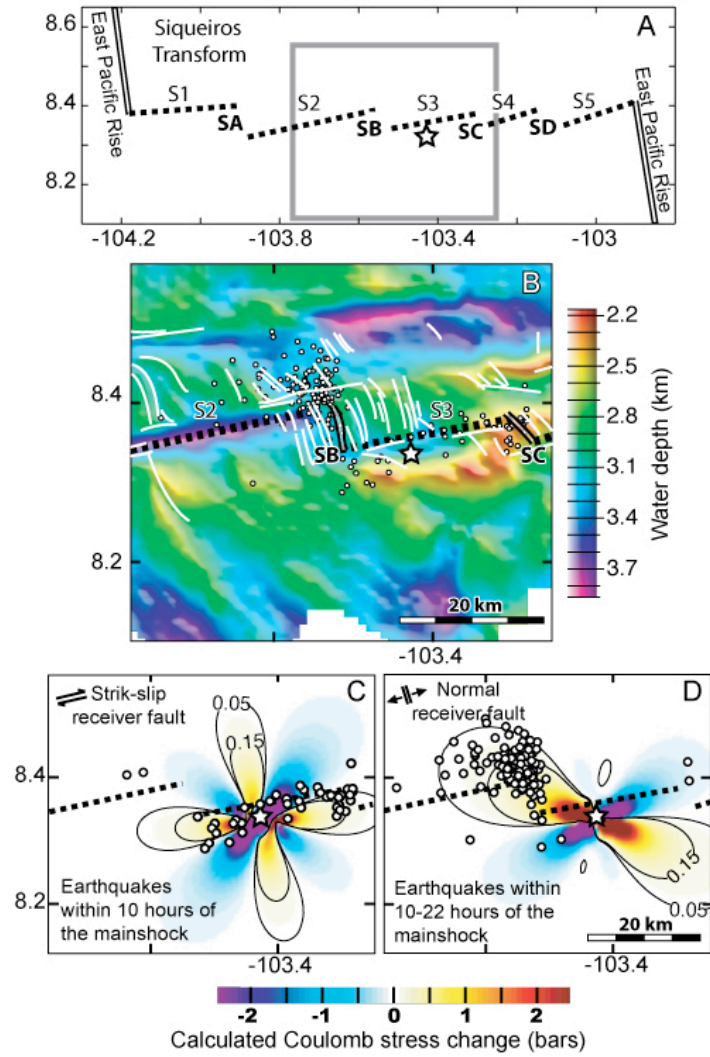 8.6
8.4
8.2
Siqueiros
Transform
A
East Pacific Rise
East Pacific Rise
S1
S2
S3
S4
S5
SA
SB
SC
SD
-104.2
-103.8
-103.4
-103
B
8.4
8.2
S2
S3
SB
SC
20 km
-103.4
2.2
2.5
2.8
3.1
3.4
3.7
Water depth (km)
C
Strik-slip
receiver fault
0.05
0.15
8.4
8.2
Earthquakes
within 10 hours of
the mainshock
-103.4
D
Normal
receiver fault
0.15
0.05
Earthquakes within
10-22 hours of the
mainshock
20 km
-103.4
-2
-1
0
1
2
Calculated Coulomb stress change (bars)